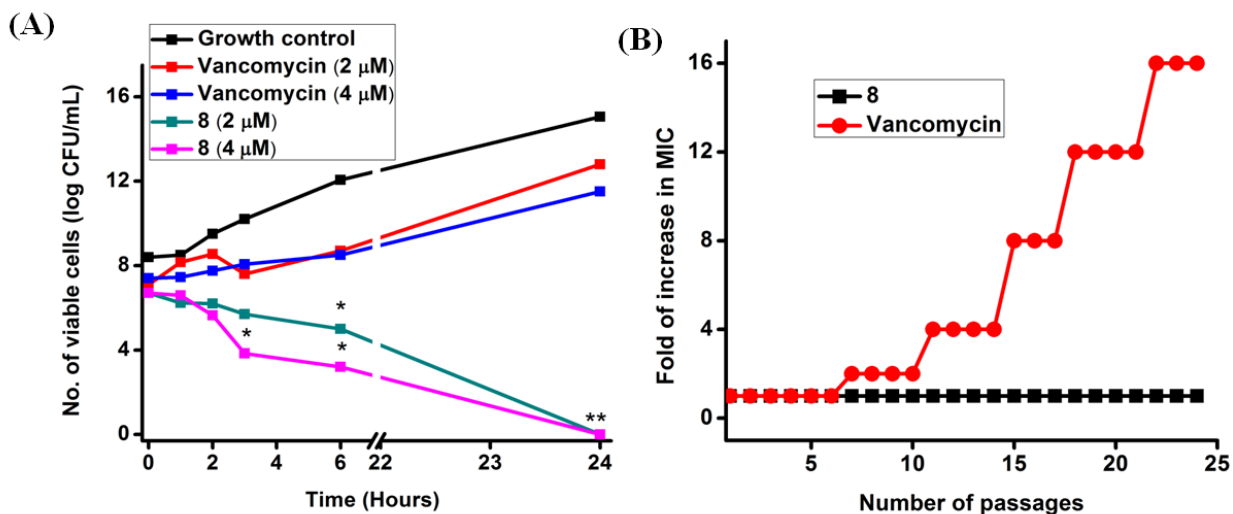 (A)
Growth control
Vancomycin (2 μM)
Vancomycin (4 μM)
8 (2 μM)
8 (4 μM)
No. of viable cells (log CFU/mL)
16
12
8
4
0
*
*
*
**
0 2 4 6 22 23 24
Time (Hours)
(B)
8
Vancomycin
Fold of increase in MIC
16
12
8
4
0
5 10 15 20 25
Number of passages